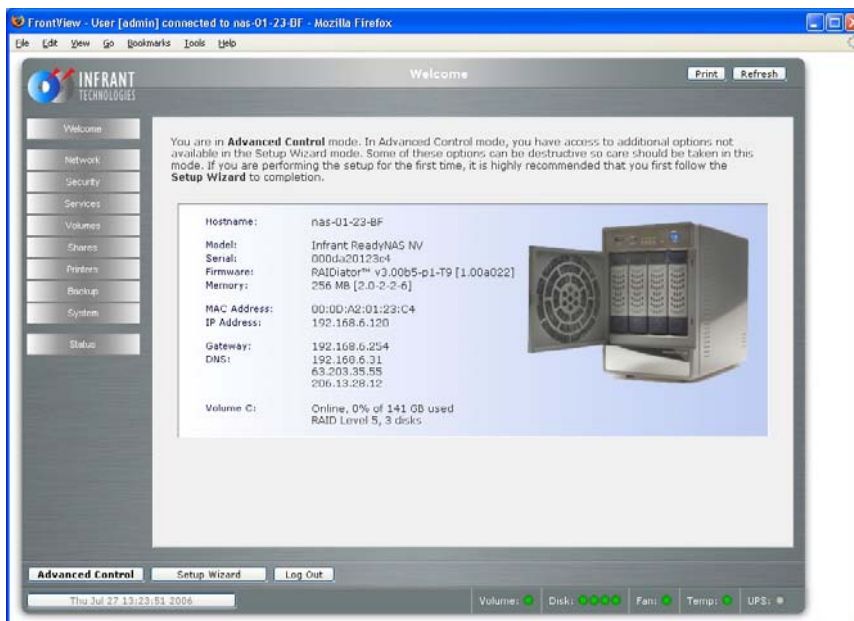 FrontView - User [admin] connected to nas-01-23-BF - Mozilla Firefox
File Edit View Go Bookmarks Tools Help
INFRANT
TECHNOLOGIES
Welcome
Print Refresh
Welcome
Network
Security
Services
Volumes
Shares
Printers
Backup
System
Status
You are in Advanced Control mode. In Advanced Control mode, you have access to additional options not
available in the Setup Wizard mode. Some of these options can be destructive so care should be taken in this
mode. If you are performing the setup for the first time, it is highly recommended that you first follow the
Setup Wizard to completion.
Hostname: nas-01-23-BF
Model: Infrant ReadyNAS NV
Serial: 000da20123c4
Firmware: RAIDiator™ v3.00b5-p1-T9 [1.00a022]
Memory: 256 MB [2.0-2-2-6]
MAC Address: 00:0D:A2:01:23:C4
IP Address: 192.168.6.120
Gateway: 192.168.6.254
DNS: 192.168.6.31
63.203.35.55
206.13.28.12
Volume C: Online, 0% of 141 GB used
RAID Level 5, 3 disks
Advanced Control Setup Wizard Log Out
Thu Jul 27 13:23:51 2006
Volume: Disk: Fan: Temp: UPS: